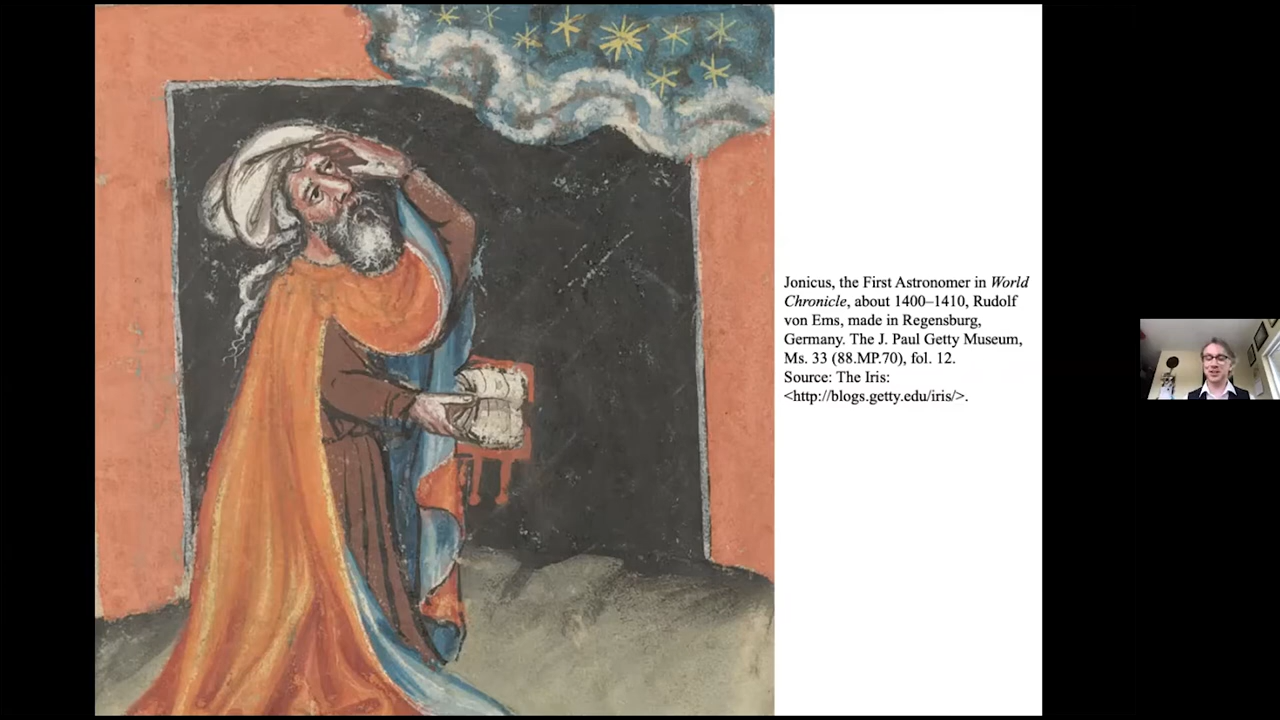 Jonicus, the First Astronomer in World
Chronicle, about 1400–1410, Rudolf
von Ems, made in Regensburg,
Germany. The J. Paul Getty Museum,
Ms. 33 (88.MP.70), fol. 12.
Source: The Iris:
<http://blogs.getty.edu/iris/>.